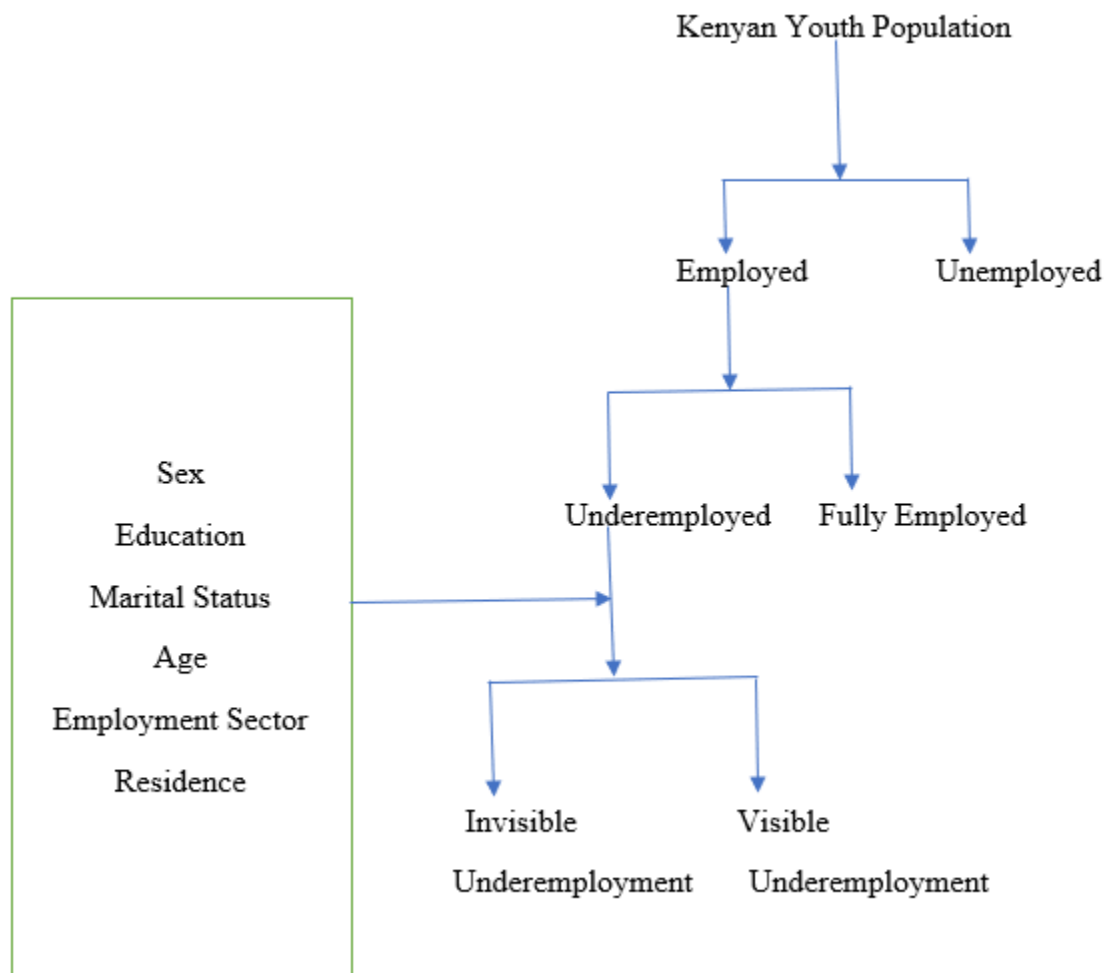 Kenyan Youth Population
Employed
Unemployed
Underemployed
Fully Employed
Sex
Education
Marital Status
Age
Employment Sector
Residence
Invisible
Underemployment
Visible
Underemployment